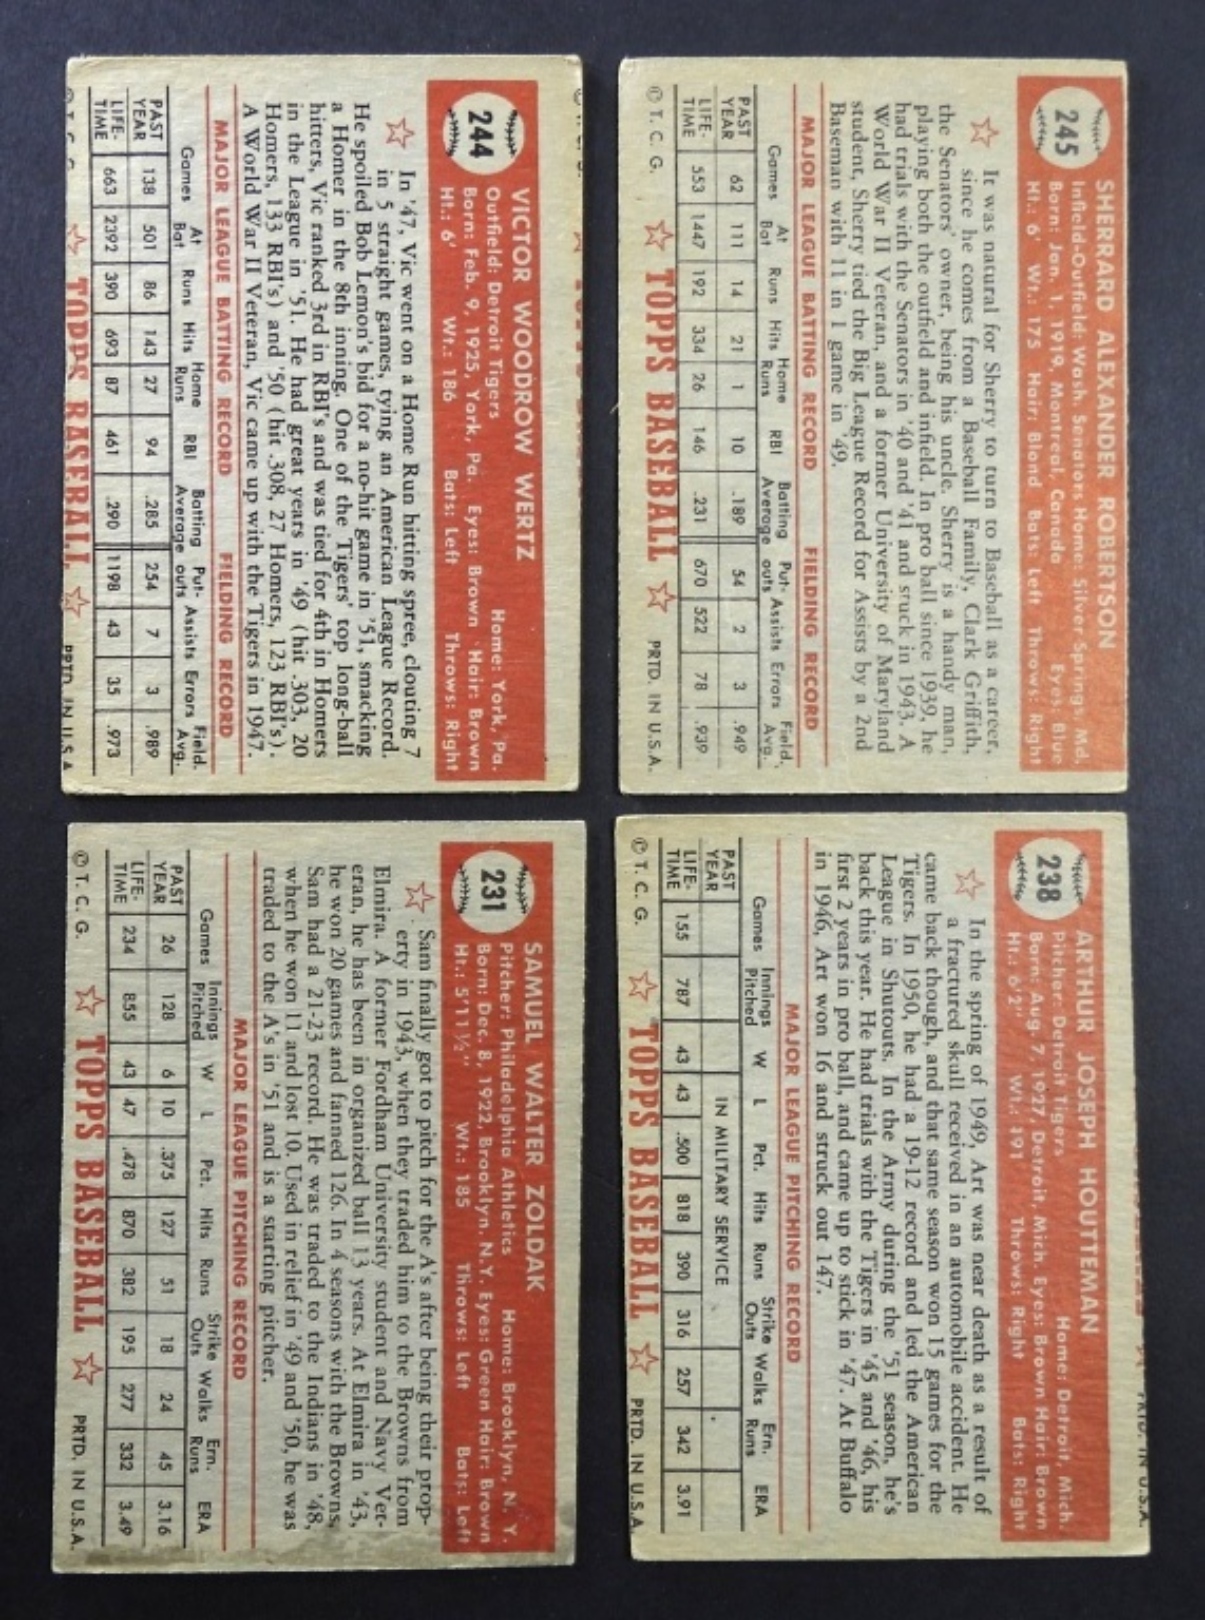 245
SHERRARD ALEXANDER ROBERTSON
Infield-Outfield: Wash. Senators Home: Silver Springs, Md.
Born: Jan. 1, 1919, Montreal, Canada Eyes: Blue
Ht.: 6' Wt.: 175 Hair: Blond Bats: Left Throws: Right
It was natural for Sherry to turn to Baseball as a career,
since he comes from a Baseball Family, Clark Griffith,
the Senators' owner, being his uncle. Sherry is a handy man,
playing both the outfield and infield. In pro ball since 1939, he
had trials with the Senators in '40 and '41 and stuck in 1943. A
World War II Veteran, and a former University of Maryland
student, Sherry tied the Big League Record for Assists by a 2nd
Baseman with 11 in 1 game in '49.
MAJOR LEAGUE BATTING RECORD FIELDING RECORD
Games At Bat Runs Hits Home Runs RBI Batting Average Put-outs Assists Errors Field. Avg.
PAST YEAR 62 111 14 21 1 10 .189 54 2 3 .949
LIFE-TIME 553 1447 192 334 26 146 .231 670 522 78 .939
© T. C. G. TOPPS BASEBALL PRTD. IN U.S.A.
238
ARTHUR JOSEPH HOUTTEMAN
Pitcher: Detroit Tigers Home: Detroit, Mich.
Born: Aug. 7, 1927, Detroit, Mich. Eyes: Brown Hair: Brown
Ht.: 6'2" Wt.: 191 Throws: Right Bats: Right
In the spring of 1949, Art was near death as a result of
a fractured skull received in an automobile accident. He
came back though, and that same season won 15 games for the
Tigers. In 1950, he had a 19-12 record and led the American
League in Shutouts. In the Army during the '51 season, he's
back this year. He had trials with the Tigers in '45 and '46, his
first 2 years in pro ball, and came up to stick in '47. At Buffalo
in 1946, Art won 16 and struck out 147.
MAJOR LEAGUE PITCHING RECORD
Games Innings Pitched W L Pct. Hits Runs Strike Outs Walks Ern. Runs ERA
PAST YEAR IN MILITARY SERVICE
LIFE-TIME 155 787 43 43 .500 818 390 316 257 342 3.91
© T. C. G. TOPPS BASEBALL PRTD. IN U.S.A.
PRTD. IN U.S.A.
244
VICTOR WOODROW WERTZ
Outfield: Detroit Tigers Home: York, Pa.
Born: Feb. 9, 1925, York, Pa. Eyes: Brown Hair: Brown
Ht.: 6' Wt.: 186 Bats: Left Throws: Right
In '47, Vic went on a Home Run hitting spree, clouting 7
in 5 straight games, tying an American League Record.
He spoiled Bob Lemon's bid for a no-hit game in '51, smacking
a Homer in the 8th inning. One of the Tigers' top long-ball
hitters, Vic ranked 3rd in RBI's and was tied for 4th in Homers
in the League in '51. He had great years in '49 (hit .303, 20
Homers, 133 RBI's) and '50 (hit .308, 27 Homers, 123 RBI's).
A World War II Veteran, Vic came up with the Tigers in 1947.
MAJOR LEAGUE BATTING RECORD FIELDING RECORD
Games At Bat Runs Hits Home Runs RBI Batting Average Put-outs Assists Errors Field. Avg.
PAST YEAR 138 501 86 143 27 94 .285 254 7 3 .989
LIFE-TIME 663 2392 390 693 87 461 .290 1198 43 35 .973
© T. C. G. TOPPS BASEBALL PRTD. IN U.S.A.
231
SAMUEL WALTER ZOLDAK
Pitcher: Philadelphia Athletics Home: Brooklyn, N. Y.
Born: Dec. 8, 1922, Brooklyn, N.Y. Eyes: Green Hair: Brown
Ht.: 5'11½" Wt.: 185 Throws: Left Bats: Left
Sam finally got to pitch for the A's after being their prop-
erty in 1943, when they traded him to the Browns from
Elmira. A former Fordham University student and Navy Vet-
eran, he has been in organized ball 13 years. At Elmira in '43,
he won 20 games and fanned 126. In 4 seasons with the Browns,
Sam had a 21-23 record. He was traded to the Indians in '48,
when he won 11 and lost 10. Used in relief in '49 and '50, he was
traded to the A's in '51 and is a starting pitcher.
MAJOR LEAGUE PITCHING RECORD
Games Innings Pitched W L Pct. Hits Runs Strike Outs Walks Ern. Runs ERA
PAST YEAR 26 128 6 10 .375 127 51 18 24 45 3.16
LIFE-TIME 234 855 43 47 .478 870 382 195 277 332 3.49
© T. C. G. TOPPS BASEBALL PRTD. IN U.S.A.